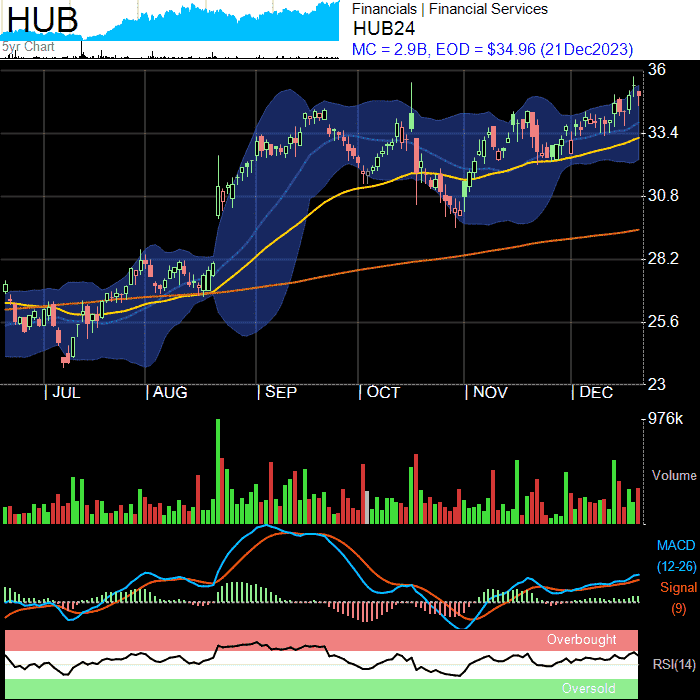 HUB
5yr Chart
Financials | Financial Services
HUB24
MC = 2.9B, EOD = $34.96 (21Dec2023)
36
33.4
30.8
28.2
25.6
23
JUL AUG SEP OCT NOV DEC
976k
Volume
MACD
(12-26)
Signal
(9)
Overbought
RSI(14)
Oversold